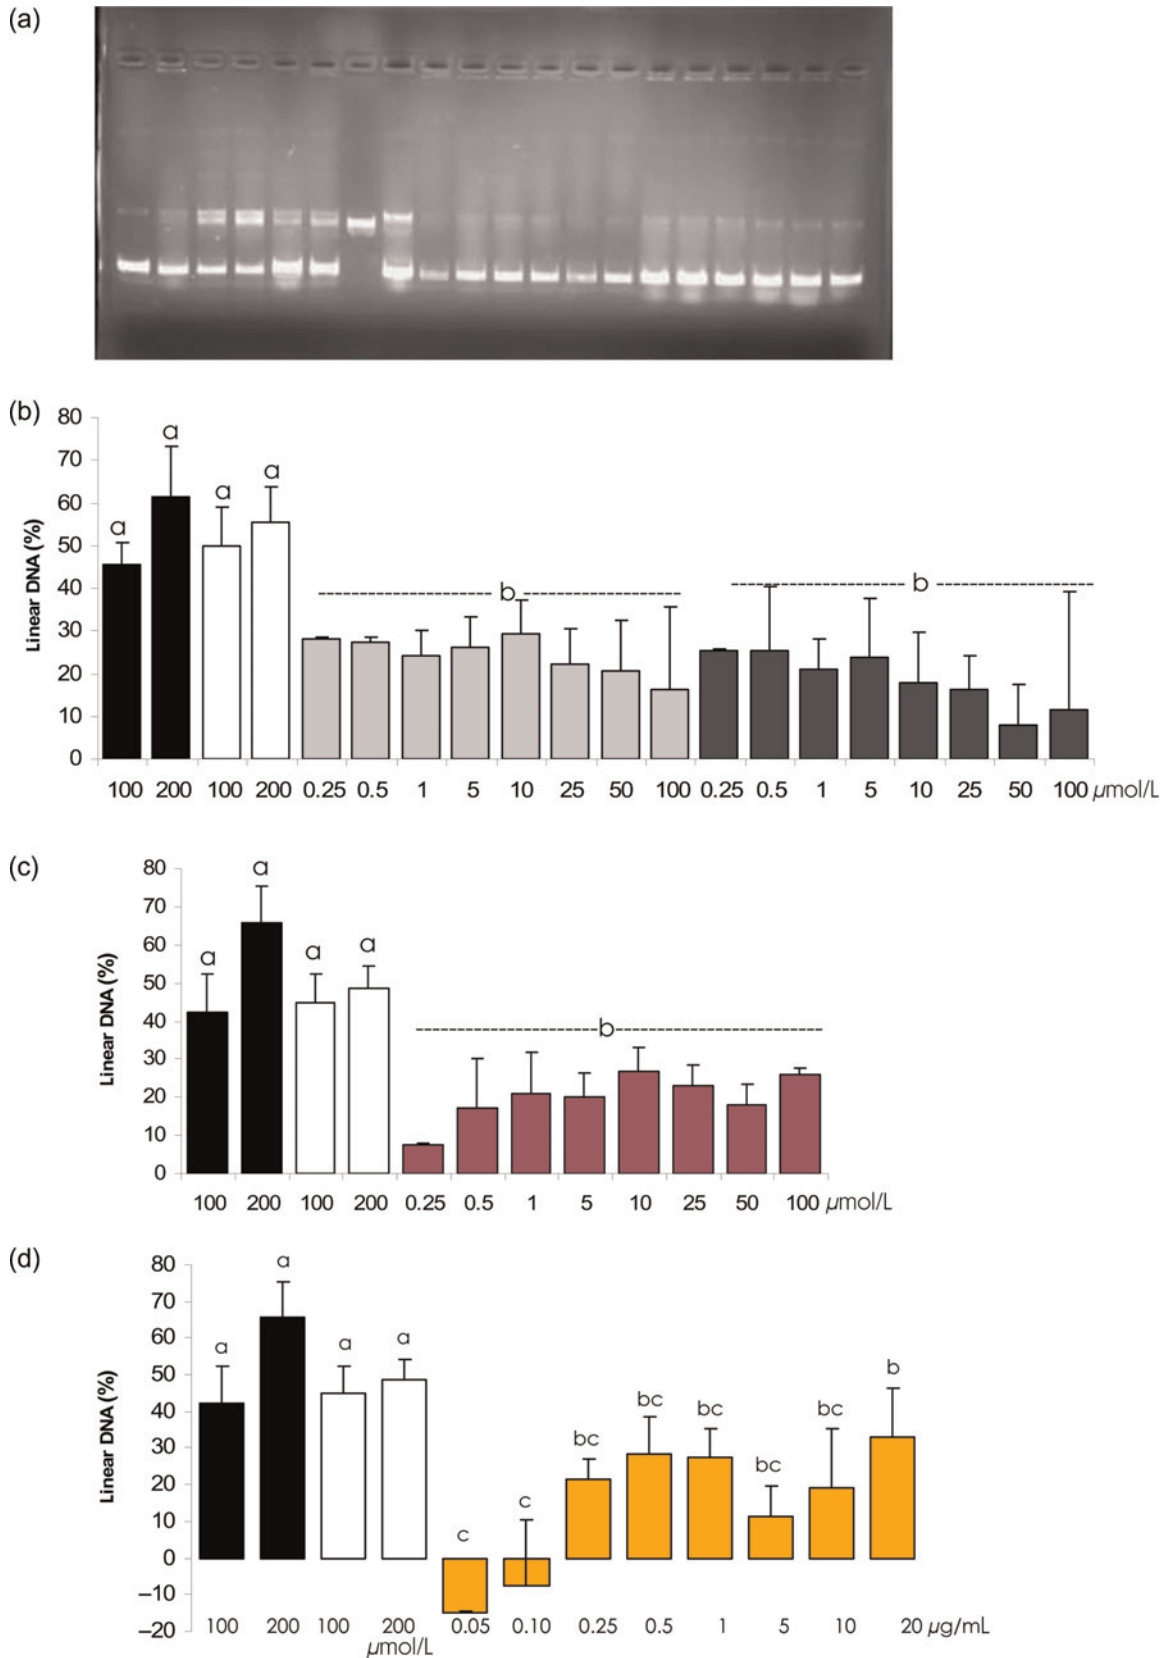 (a)
(b)
80
70
60
50
40
30
20
10
0
Linear DNA (%)
a
a
a
a
b
b
100 200 100 200 0.25 0.5 1 5 10 25 50 100 0.25 0.5 1 5 10 25 50 100 µmol/L
(c)
80
70
60
50
40
30
20
10
0
Linear DNA (%)
a
a
a
a
b
100 200 100 200 0.25 0.5 1 5 10 25 50 100 µmol/L
(d)
80
70
60
50
40
30
20
10
0
–10
–20
Linear DNA (%)
a
a
a
a
c
c
bc
bc
bc
bc
bc
b
100 200 100 200 0.05 0.10 0.25 0.5 1 5 10 20 µg/mL
µmol/L